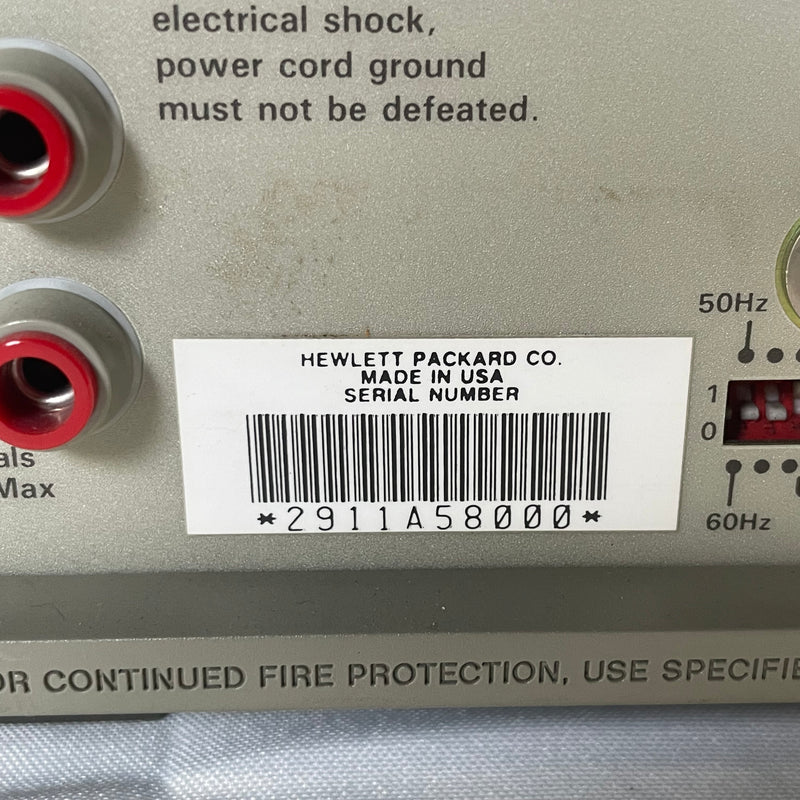 electrical shock,
power cord ground
must not be defeated.
50Hz
HEWLETT PACKARD CO.
MADE IN USA
SERIAL NUMBER
*2911A58000*
1
0
als
Max
60Hz
OR CONTINUED FIRE PROTECTION, USE SPECIFIE